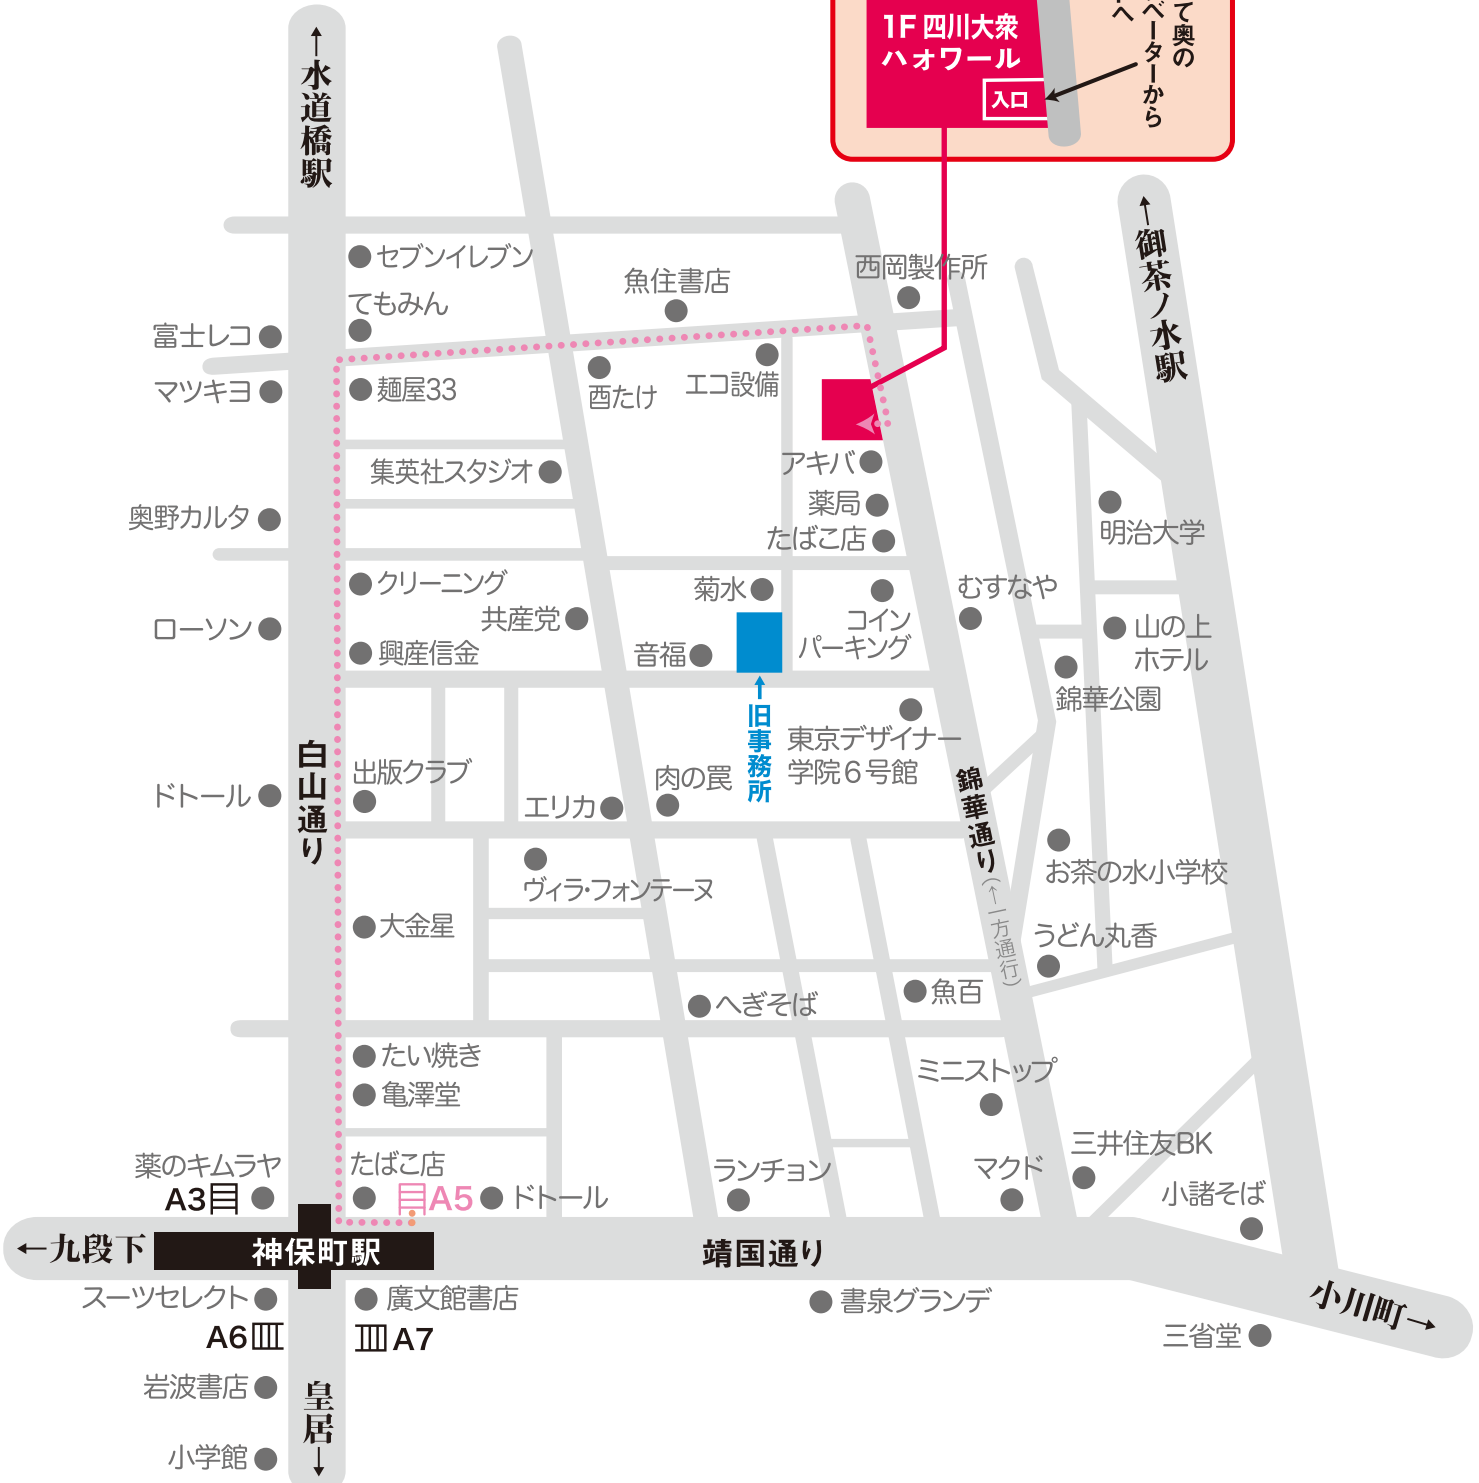 1F 四川大衆
ハォワール
入口
て奥の
ベーターから
へ
↑水道橋駅
←御茶ノ水駅
セブンイレブン
てもみん
魚住書店
西岡製作所
富士レコ
マツキヨ
麺屋33
酉たけ
エコ設備
集英社スタジオ
アキバ
薬局
たばこ店
奥野カルタ
明治大学
クリーニング
共産党
菊水
コイン
パーキング
むすなや
ローソン
興産信金
音福
山の上
ホテル
錦華公園
旧事務所
東京デザイナー
学院6号館
白山通り
出版クラブ
ドトール
エリカ
肉の罠
錦華通り
(←一方通行)
ヴィラ・フォンテーヌ
お茶の水小学校
大金星
うどん丸香
へぎそば
魚百
たい焼き
亀澤堂
ミニストップ
薬のキムラヤ
A3
たばこ店
A5
ドトール
ランチョン
マクド
三井住友BK
小諸そば
←九段下
神保町駅
靖国通り
小川町→
スーツセレクト
廣文館書店
書泉グランデ
三省堂
A6
A7
岩波書店
小学館
皇居→